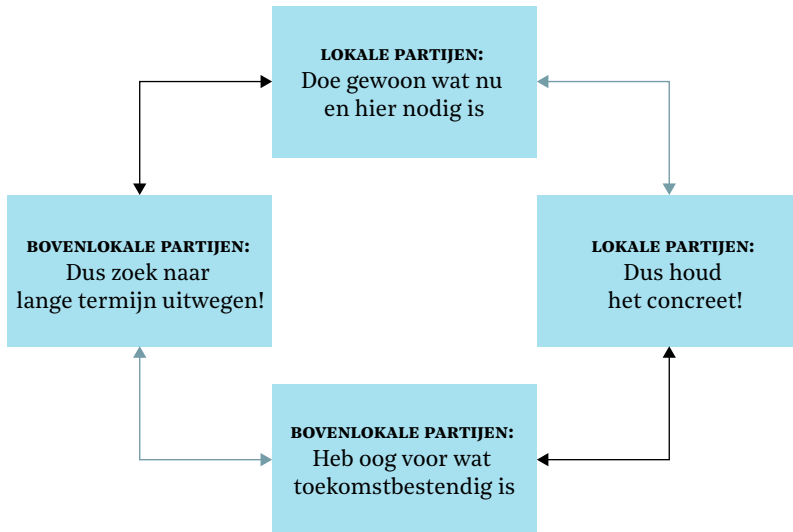 LOKALE PARTIJEN:
Doe gewoon wat nu
en hier nodig is
BOVENLOKALE PARTIJEN:
Dus zoek naar
lange termijn uitwegen!
LOKALE PARTIJEN:
Dus houd
het concreet!
BOVENLOKALE PARTIJEN:
Heb oog voor wat
toekomstbestendig is